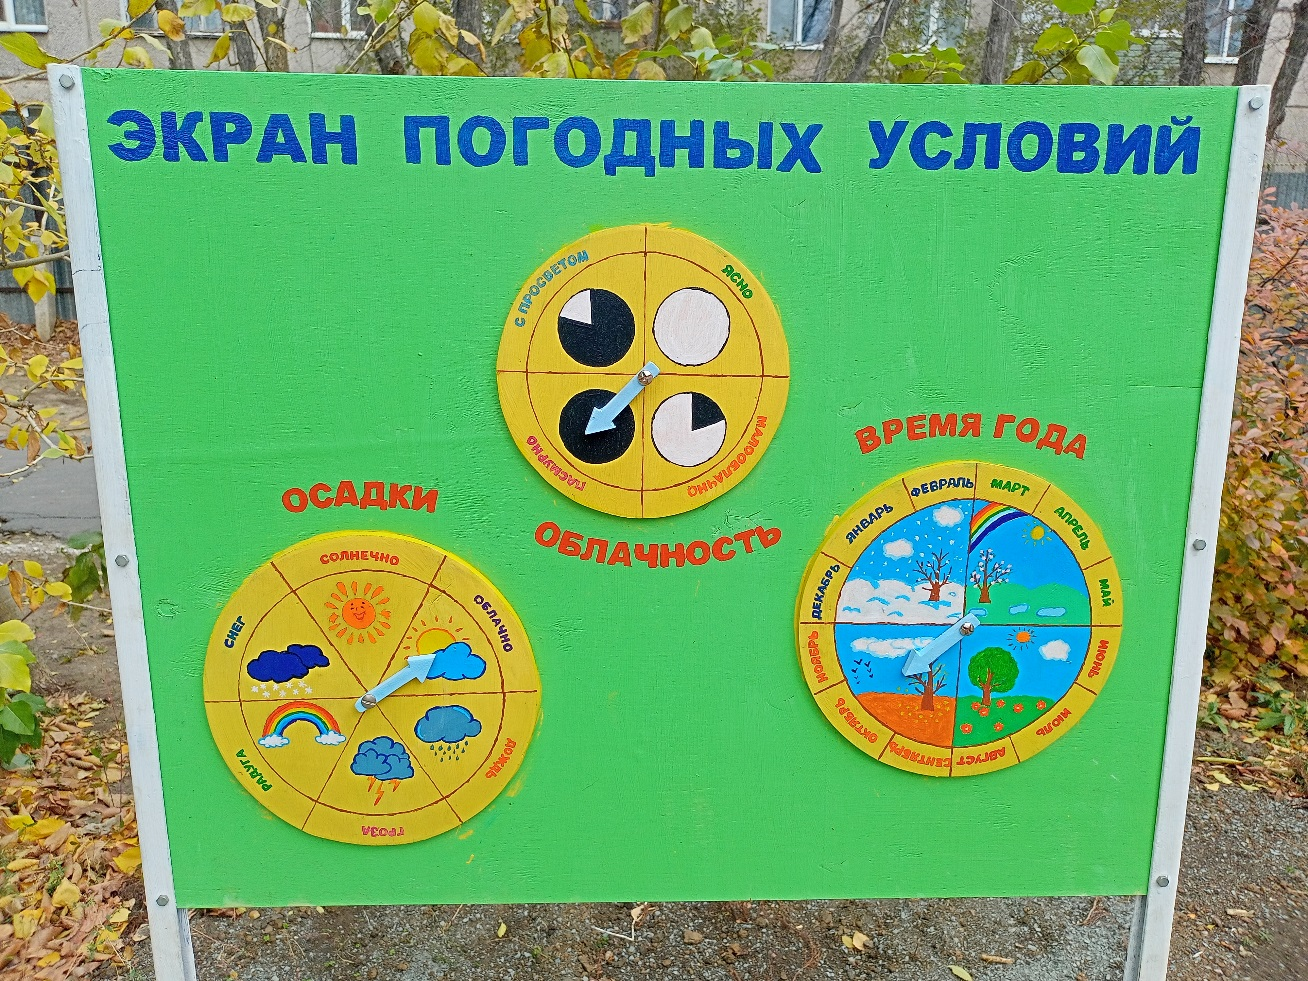 ЭКРАН ПОГОДНЫХ УСЛОВИЙ
С ПРОСВЕТОМ
ЯСНО
МАЛООБЛАЧНО
ПАСМУРНО
ОБЛАЧНОСТЬ
ОСАДКИ
СОЛНЕЧНО
ОБЛАЧНО
ДОЖДЬ
ГРОЗА
РАДУГА
СНЕГ
ВРЕМЯ ГОДА
ЯНВАРЬ
ФЕВРАЛЬ
МАРТ
АПРЕЛЬ
МАЙ
ИЮНЬ
ИЮЛЬ
АВГУСТ
СЕНТЯБРЬ
ОКТЯБРЬ
НОЯБРЬ
ДЕКАБРЬ